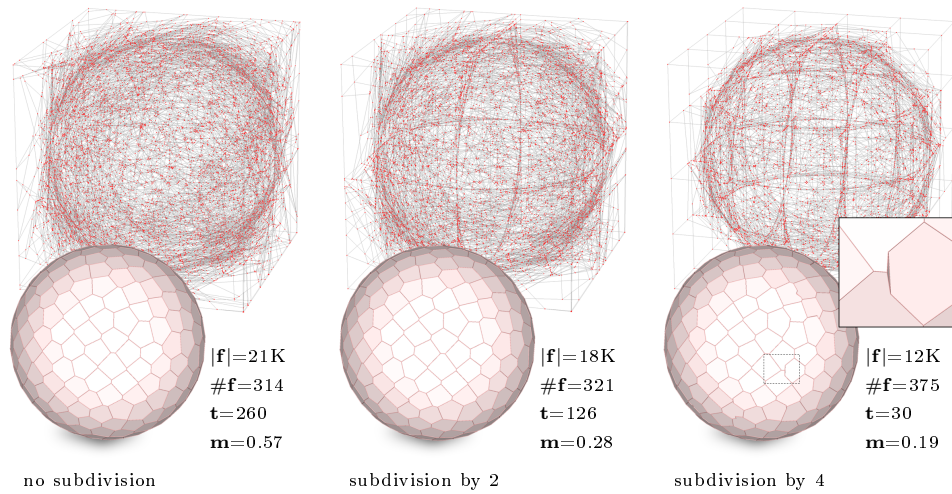 |f|=21K
#f=314
t=260
m=0.57
no subdivision
|f|=18K
#f=321
t=126
m=0.28
subdivision by 2
|f|=12K
#f=375
t=30
m=0.19
subdivision by 4